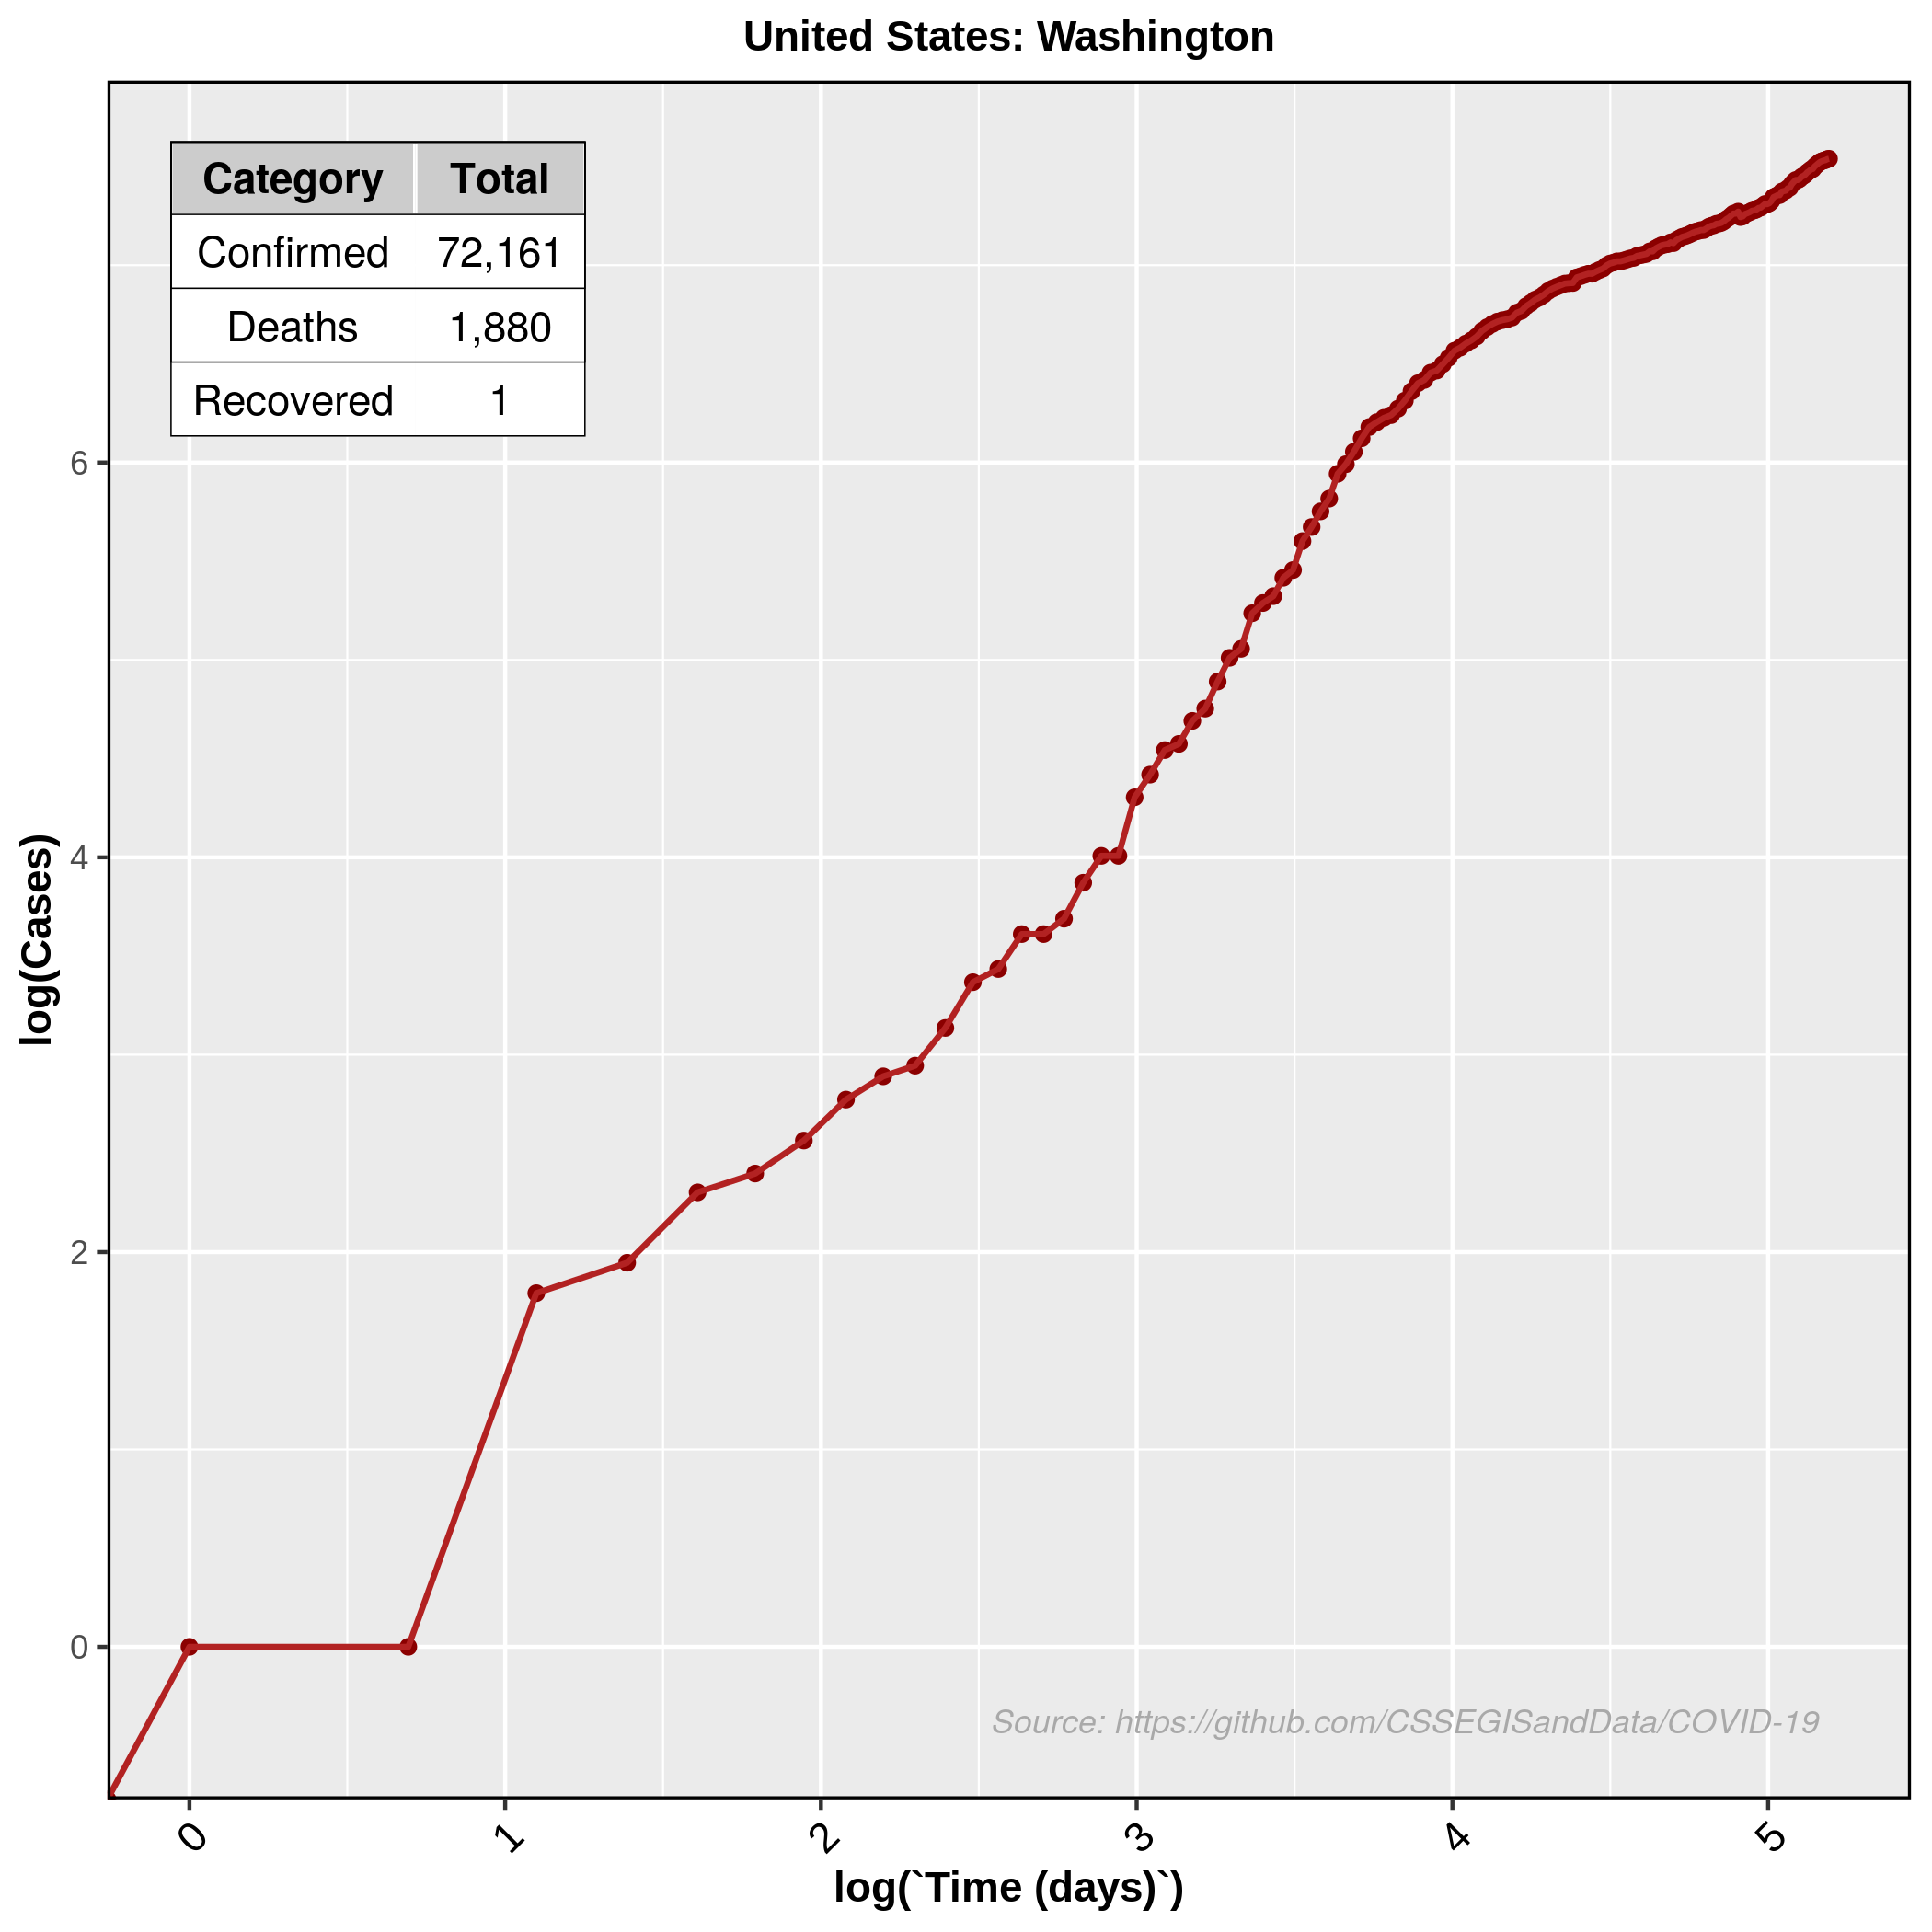 United States: Washington
Category Total
Confirmed 72,161
Deaths 1,880
Recovered 1
6
4
2
0
log(Cases)
Source: https://github.com/CSSEGISandData/COVID-19
0 1 2 3 4 5
log(`Time (days)`)